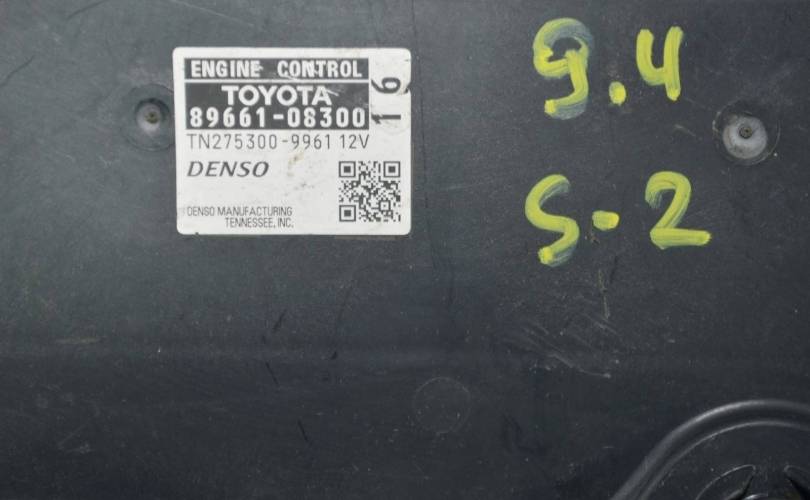 ENGINE CONTROL
TOYOTA
89661-08300
16
TN275300-9961 12V
DENSO
DENSO MANUFACTURING
TENNESSEE, INC.
9.4
S-2